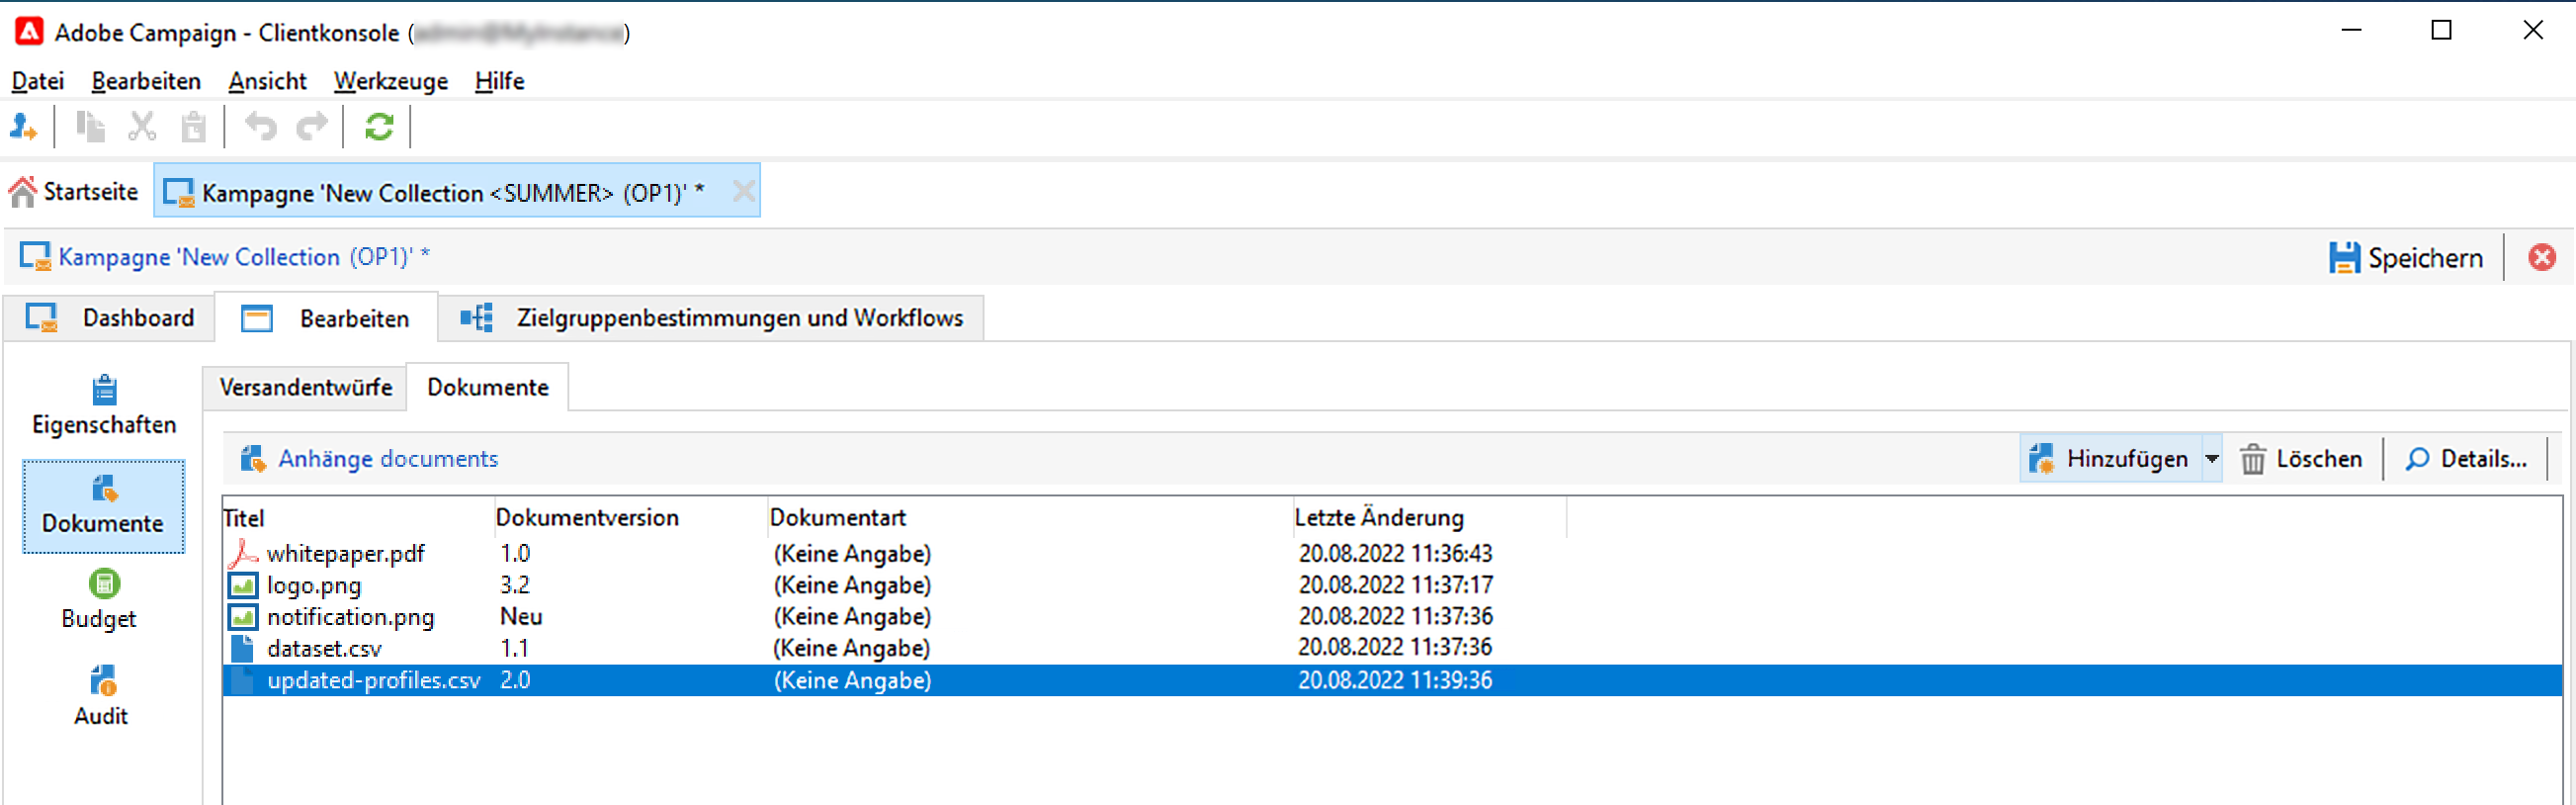 Adobe Campaign - Clientkonsole ( )
Datei Bearbeiten Ansicht Werkzeuge Hilfe
Startseite Kampagne 'New Collection <SUMMER> (OP1)' *
Kampagne 'New Collection (OP1)' * Speichern
Dashboard Bearbeiten Zielgruppenbestimmungen und Workflows
Eigenschaften
Dokumente
Budget
Audit
Versandentwürfe Dokumente
Anhänge documents Hinzufügen Löschen Details...
Titel Dokumentversion Dokumentart Letzte Änderung
whitepaper.pdf 1.0 (Keine Angabe) 20.08.2022 11:36:43
logo.png 3.2 (Keine Angabe) 20.08.2022 11:37:17
notification.png Neu (Keine Angabe) 20.08.2022 11:37:36
dataset.csv 1.1 (Keine Angabe) 20.08.2022 11:37:36
updated-profiles.csv 2.0 (Keine Angabe) 20.08.2022 11:39:36